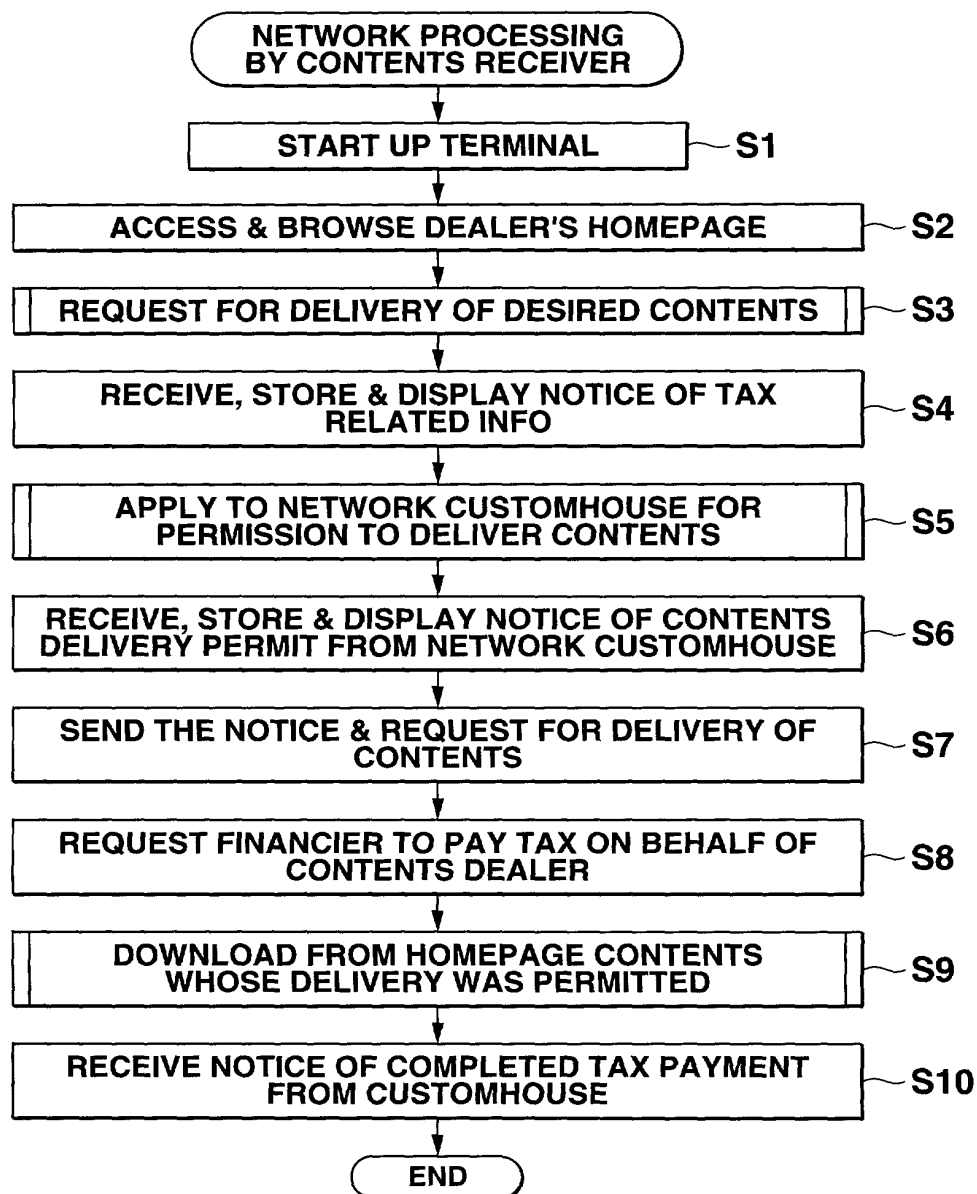 NETWORK PROCESSING
BY CONTENTS RECEIVER
START UP TERMINAL
S1
ACCESS & BROWSE DEALER'S HOMEPAGE
S2
REQUEST FOR DELIVERY OF DESIRED CONTENTS
S3
RECEIVE, STORE & DISPLAY NOTICE OF TAX
RELATED INFO
S4
APPLY TO NETWORK CUSTOMHOUSE FOR
PERMISSION TO DELIVER CONTENTS
S5
RECEIVE, STORE & DISPLAY NOTICE OF CONTENTS
DELIVERY PERMIT FROM NETWORK CUSTOMHOUSE
S6
SEND THE NOTICE & REQUEST FOR DELIVERY OF
CONTENTS
S7
REQUEST FINANCIER TO PAY TAX ON BEHALF OF
CONTENTS DEALER
S8
DOWNLOAD FROM HOMEPAGE CONTENTS
WHOSE DELIVERY WAS PERMITTED
S9
RECEIVE NOTICE OF COMPLETED TAX PAYMENT
FROM CUSTOMHOUSE
S10
END